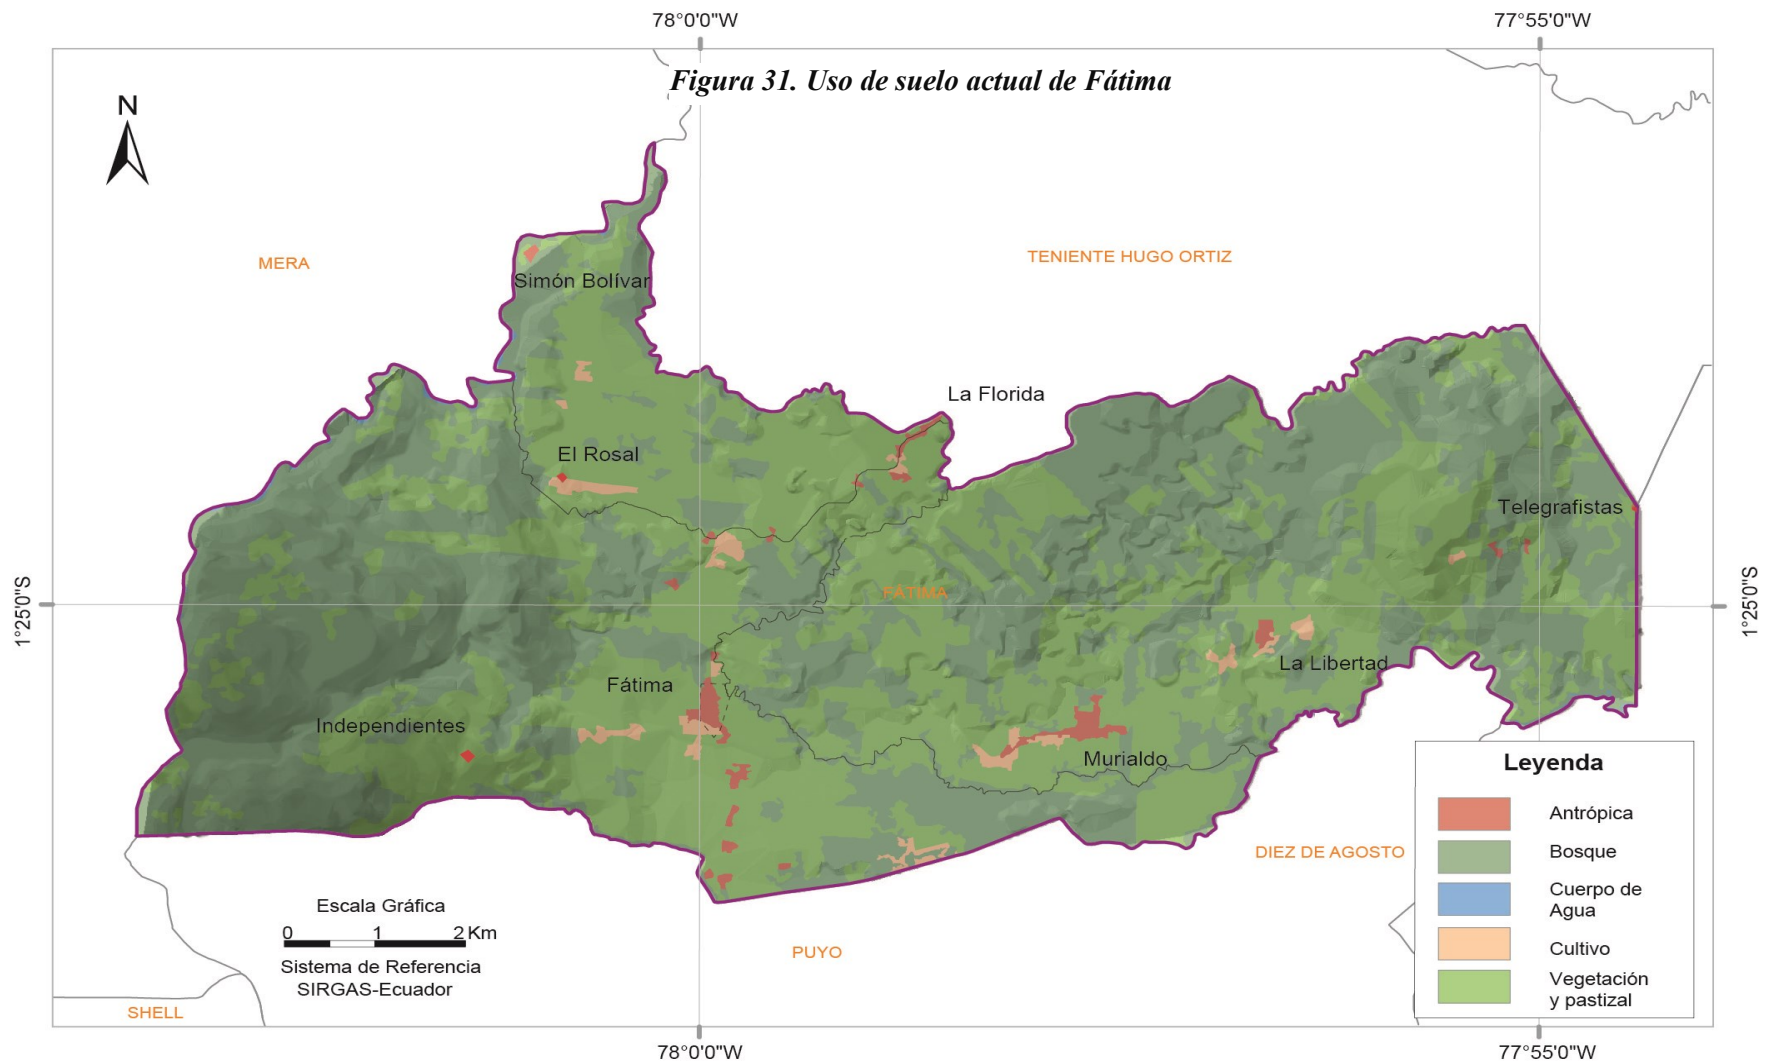 78°0'0"W
77°55'0"W
Figura 31. Uso de suelo actual de Fátima
N
MERA
TENIENTE HUGO ORTIZ
Simón Bolívar
La Florida
El Rosal
Telegrafistas
1°25'0"S
FÁTIMA
1°25'0"S
La Libertad
Fátima
Independientes
Murialdo
Leyenda
Antrópica
Bosque
Cuerpo de
Agua
Cultivo
Vegetación
y pastizal
DIEZ DE AGOSTO
Escala Gráfica
0 1 2 Km
Sistema de Referencia
SIRGAS-Ecuador
PUYO
SHELL
78°0'0"W
77°55'0"W